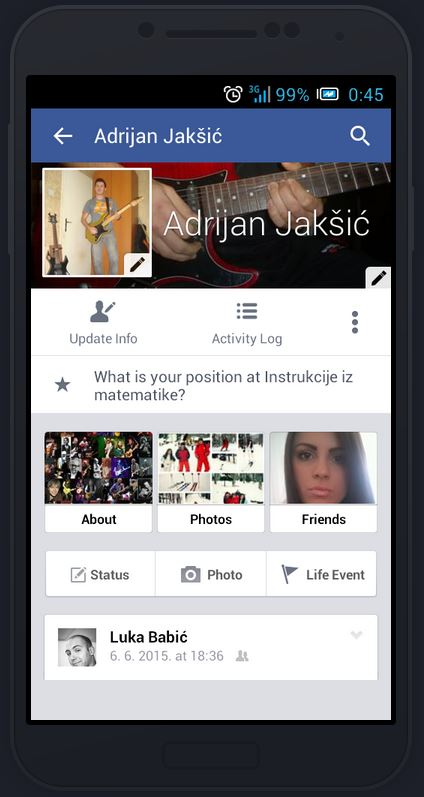 3G 99% 0:45
Adrijan Jakšić
Adrijan Jakšić
Update Info
Activity Log
What is your position at Instrukcije iz
matematike?
About
Photos
Friends
Status
Photo
Life Event
Luka Babić
6. 6. 2015. at 18:36